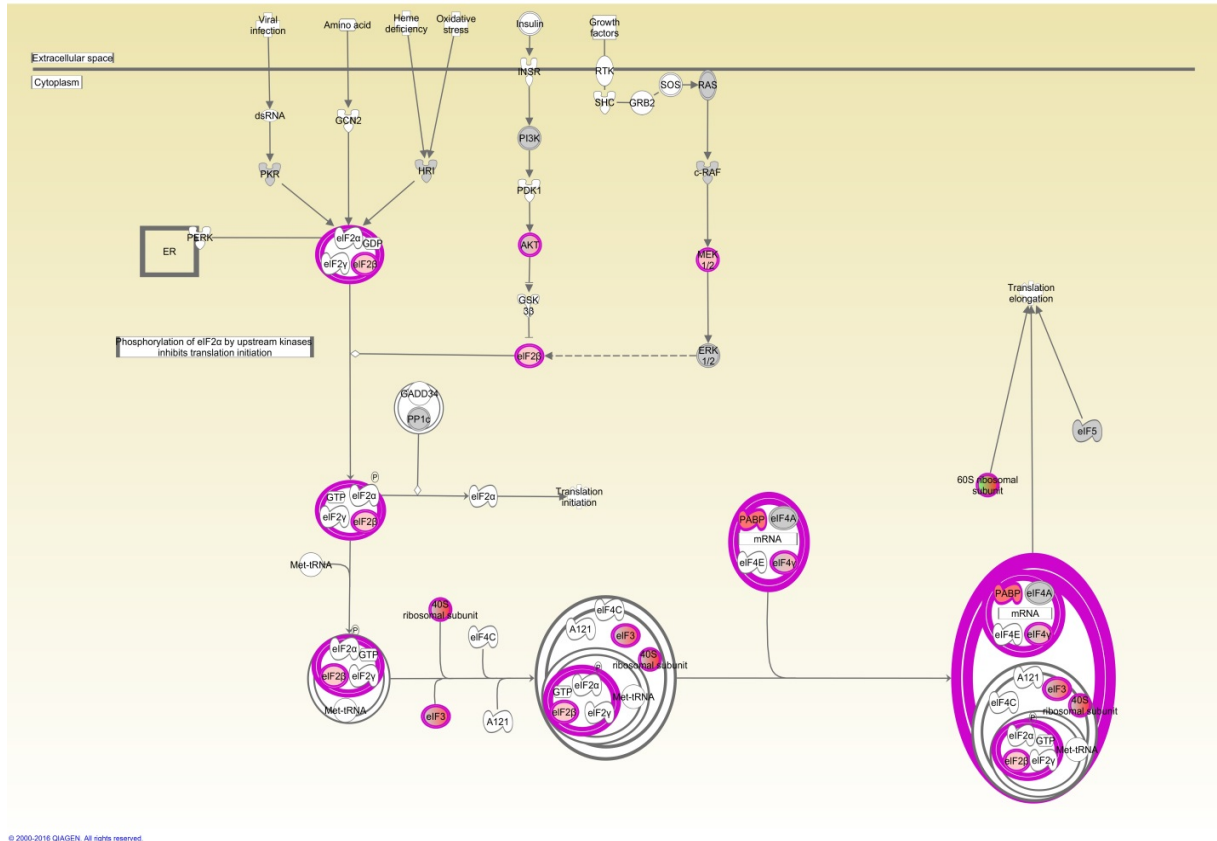 Viral
infection
Amino acid
Heme
deficiency
Oxidative
stress
Insulin
Growth
factors
Extracellular space
Cytoplasm
INSR
RTK
SOS
RAS
SHC
GRB2
dsRNA
GCN2
PI3K
PKR
HRI
c-RAF
PDK1
PERK
ER
eIF2α
GDP
eIF2γ
eIF2β
AKT
MEK
1/2
GSK
3β
Translation
elongation
Phosphorylation of eIF2α by upstream kinases
inhibits translation initiation
eIF2β
ERK
1/2
GADD34
PP1c
eIF5
60S ribosomal
subunit
P
GTP
eIF2α
eIF2γ
eIF2β
eIF2α
Translation
initiation
PABP
eIF4A
mRNA
eIF4E
eIF4γ
Met-tRNA
PABP
eIF4A
mRNA
eIF4E
eIF4γ
40S
ribosomal subunit
eIF4C
P
eIF2α
GTP
eIF2β
eIF2γ
Met-tRNA
eIF3
A121
eIF4C
A121
eIF3
40S
ribosomal subunit
P
GTP
eIF2α
Met-tRNA
eIF2β
eIF2γ
A121
eIF3
eIF4C
40S
ribosomal subunit
P
eIF2α
GTP
Met-tRNA
eIF2β
eIF2γ
© 2000-2016 QIAGEN. All rights reserved.